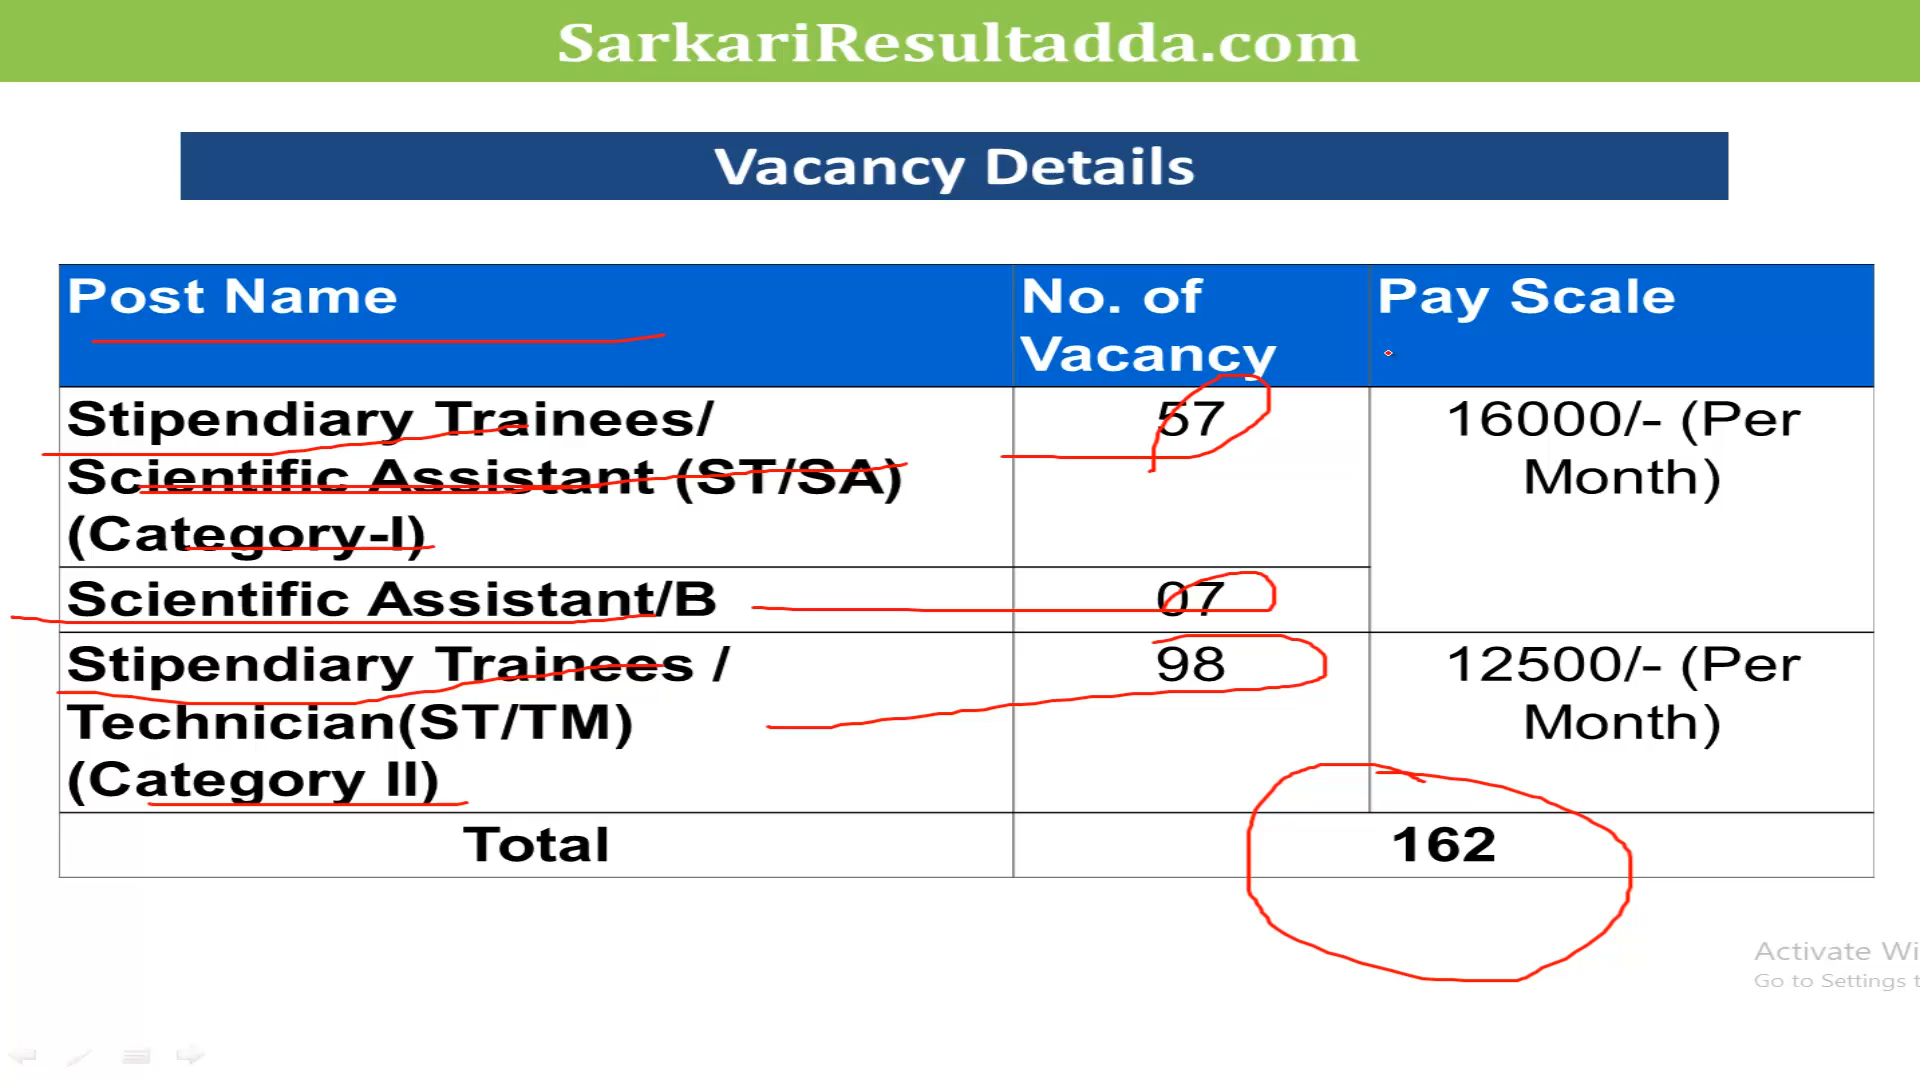 SarkariResultadda.com
Vacancy Details
Post Name
No. of
Vacancy
Pay Scale
Stipendiary Trainees/
Scientific Assistant (ST/SA)
(Category-I)
57
16000/- (Per
Month)
Scientific Assistant/B
07
Stipendiary Trainees /
Technician(ST/TM)
(Category II)
98
12500/- (Per
Month)
Total
162
Activate Wi
Go to Settings t